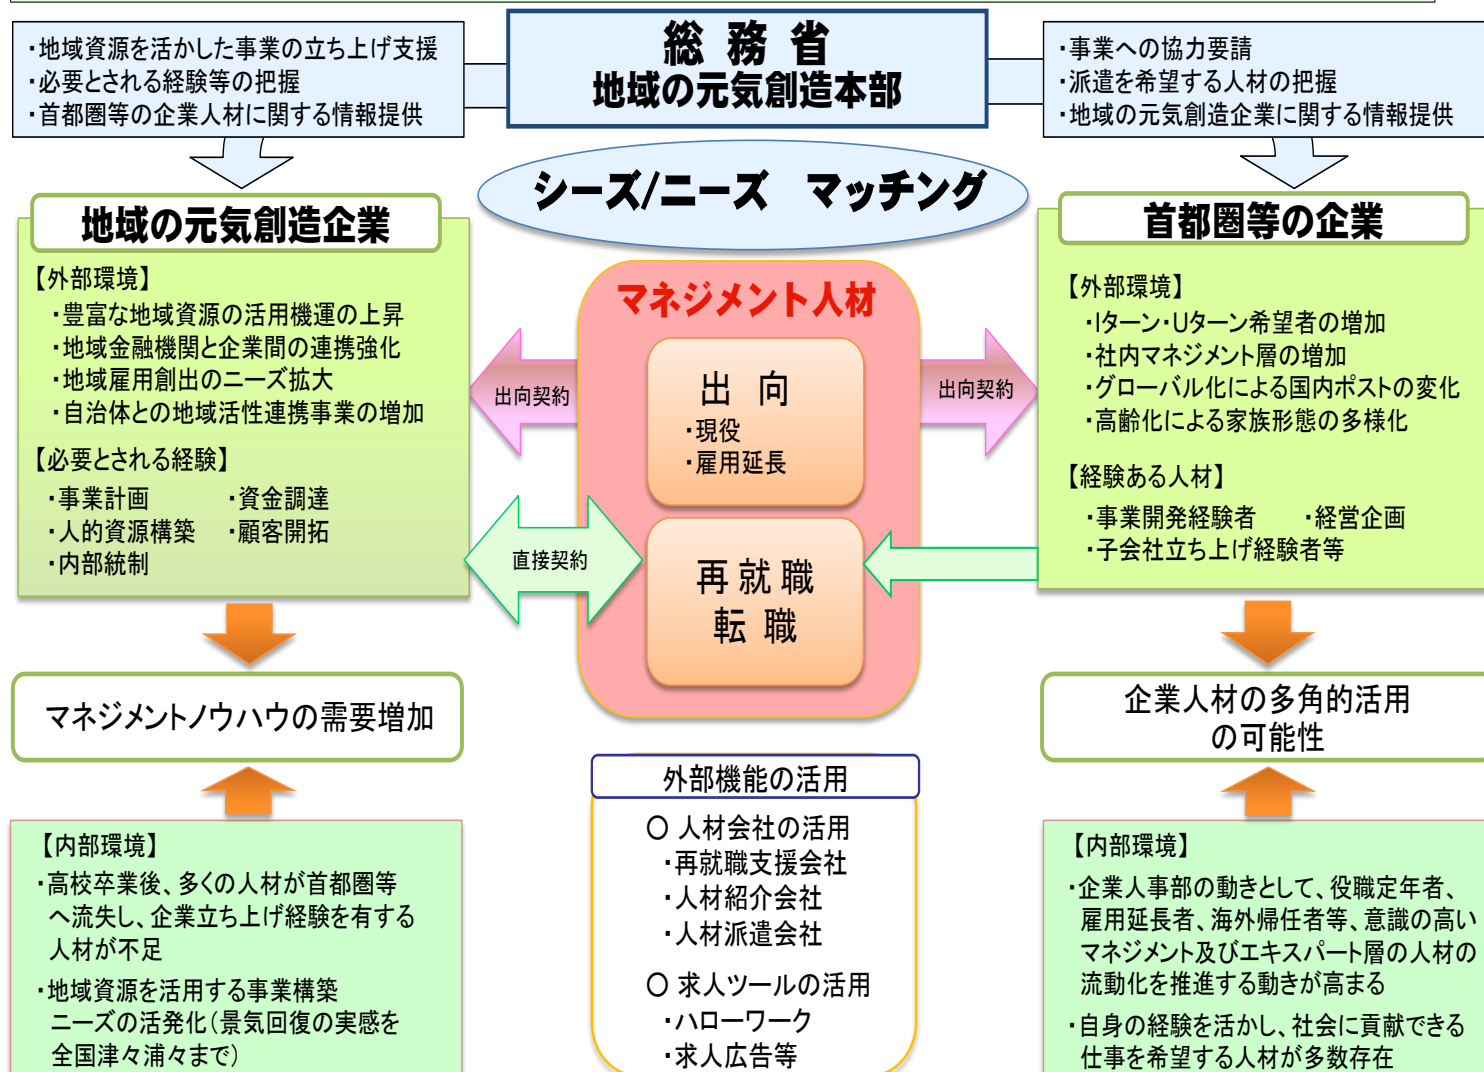 総務省
地域の元気創造本部
・地域資源を活かした事業の立ち上げ支援
・必要とされる経験等の把握
・首都圏等の企業人材に関する情報提供
・事業への協力要請
・派遣を希望する人材の把握
・地域の元気創造企業に関する情報提供
シーズ/ニーズ　マッチング
地域の元気創造企業
【外部環境】
・豊富な地域資源の活用機運の上昇
・地域金融機関と企業間の連携強化
・地域雇用創出のニーズ拡大
・自治体との地域活性連携事業の増加
【必要とされる経験】
・事業計画　・資金調達
・人的資源構築　・顧客開拓
・内部統制
マネジメントノウハウの需要増加
【内部環境】
・高校卒業後、多くの人材が首都圏等
へ流失し、企業立ち上げ経験を有する
人材が不足
・地域資源を活用する事業構築
ニーズの活発化(景気回復の実感を
全国津々浦々まで)
マネジメント人材
出向
・現役
・雇用延長
再就職
転職
出向契約
出向契約
直接契約
外部機能の活用
○ 人材会社の活用
・再就職支援会社
・人材紹介会社
・人材派遣会社
○ 求人ツールの活用
・ハローワーク
・求人広告等
首都圏等の企業
【外部環境】
・Iターン・Uターン希望者の増加
・社内マネジメント層の増加
・グローバル化による国内ポストの変化
・高齢化による家族形態の多様化
【経験ある人材】
・事業開発経験者　・経営企画
・子会社立ち上げ経験者等
企業人材の多角的活用
の可能性
【内部環境】
・企業人事部の動きとして、役職定年者、
雇用延長者、海外帰任者等、意識の高い
マネジメント及びエキスパート層の人材の
流動化を推進する動きが高まる
・自身の経験を活かし、社会に貢献できる
仕事を希望する人材が多数存在